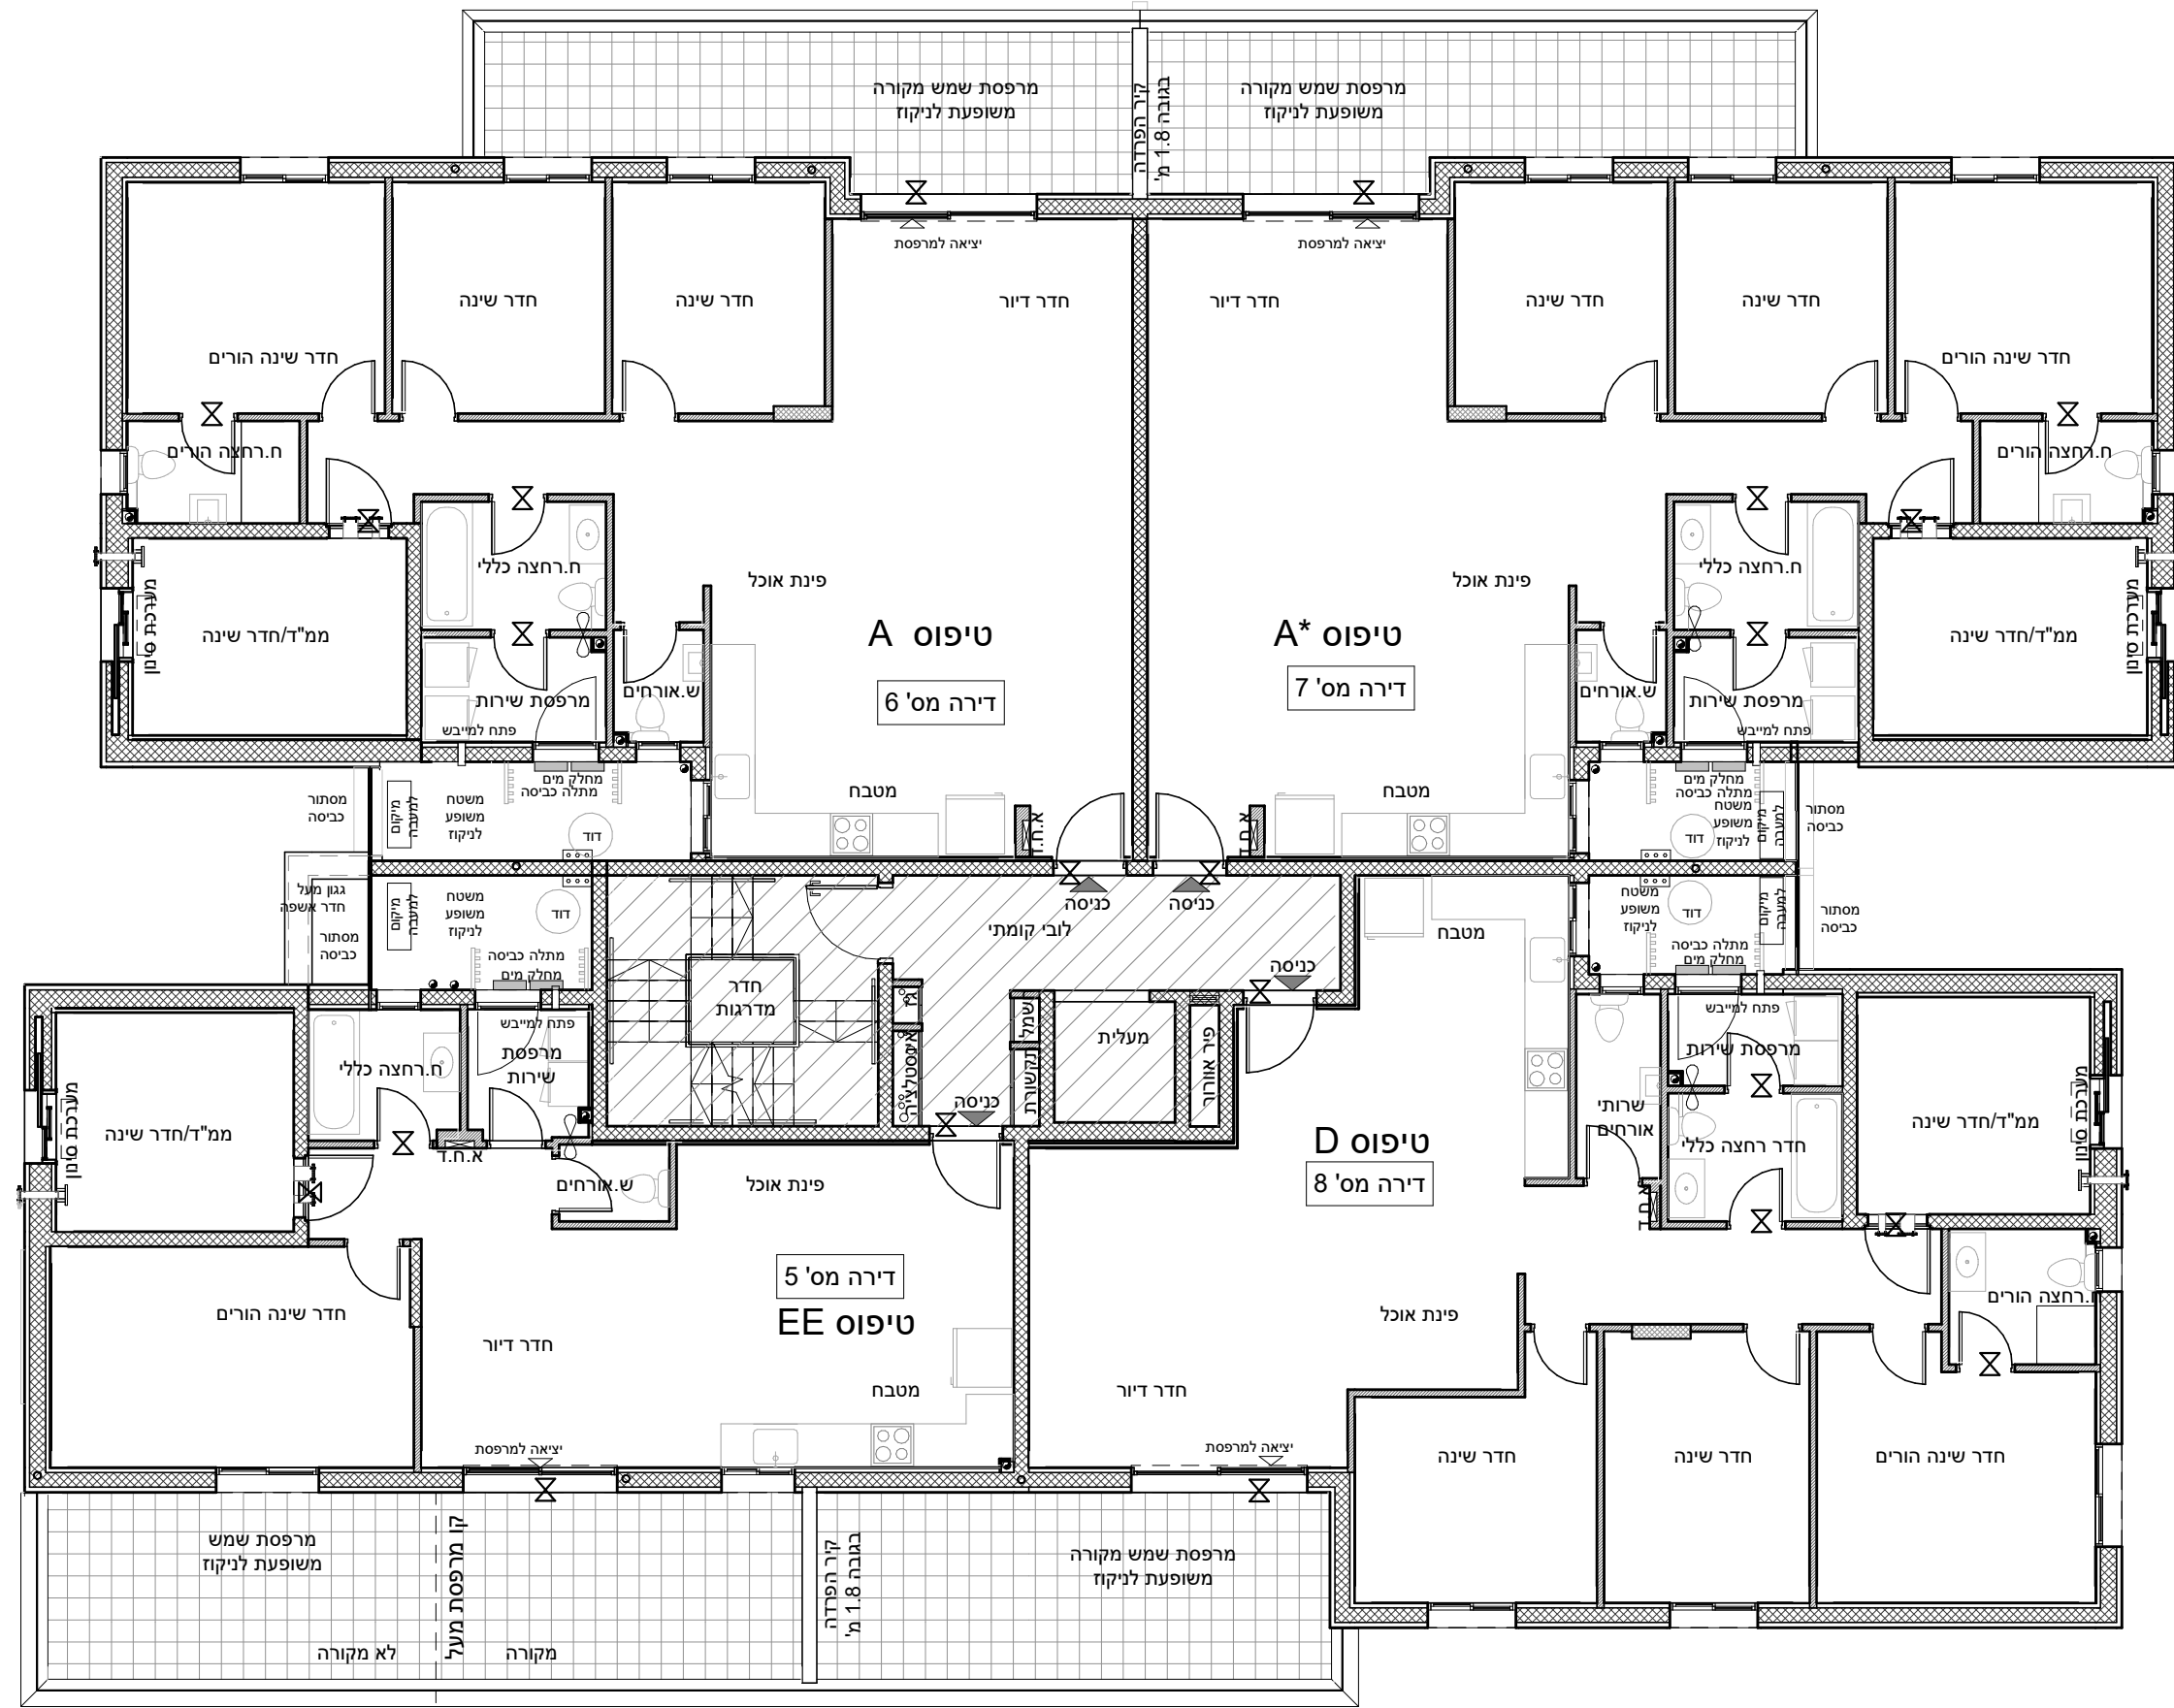 מרפסת שמש מקורה
משופעת לניקוז
קיר הפרדה
בגובה 1.8 מ'
מרפסת שמש מקורה
משופעת לניקוז
יציאה למרפסת
יציאה למרפסת
חדר שינה הורים
חדר שינה
חדר שינה
חדר דיור
חדר דיור
חדר שינה
חדר שינה
חדר שינה הורים
ח.רחצה הורים
ח.רחצה הורים
ח.רחצה כללי
פינת אוכל
פינת אוכל
ח.רחצה כללי
מערכת סינון
ממ"ד/חדר שינה
טיפוס A
טיפוס A*
ממ"ד/חדר שינה
מערכת סינון
מרפסת שירות
ש.אורחים
דירה מס' 6
דירה מס' 7
ש.אורחים
מרפסת שירות
פתח למייבש
פתח למייבש
מחלק מים
מתלה כביסה
מטבח
מטבח
מחלק מים
מתלה כביסה
מסתור
כביסה
מיקום
למעבה
משטח
משופע
לניקוז
דוד
א.ח.ד
א.ח.ד
משטח
משופע
לניקוז
דוד
מיקום
למעבה
מסתור
כביסה
גגון מעל
חדר אשפה
מסתור
כביסה
מיקום
למעבה
משטח
משופע
לניקוז
דוד
מתלה כביסה
מחלק מים
כניסה
כניסה
לובי קומתי
כניסה
מטבח
משטח
משופע
לניקוז
דוד
מיקום
למעבה
מתלה כביסה
מחלק מים
מסתור
כביסה
חדר
מדרגות
גז
אינסטלציה
חשמל
תקשורת
מעלית
פיר אוורור
כניסה
פתח למייבש
מרפסת
שירות
ח.רחצה כללי
מערכת סינון
ממ"ד/חדר שינה
א.ח.ד
ש.אורחים
פינת אוכל
טיפוס D
דירה מס' 8
שרותי
אורחים
פתח למייבש
מרפסת שירות
חדר רחצה כללי
א.ח.ד
ממ"ד/חדר שינה
מערכת סינון
דירה מס' 5
טיפוס EE
חדר שינה הורים
חדר דיור
מטבח
פינת אוכל
חדר דיור
ח.רחצה הורים
יציאה למרפסת
יציאה למרפסת
חדר שינה
חדר שינה
חדר שינה הורים
מרפסת שמש
משופעת לניקוז
קו מרפסת מעל
לא מקורה
מקורה
קיר הפרדה
בגובה 1.8 מ'
מרפסת שמש מקורה
משופעת לניקוז